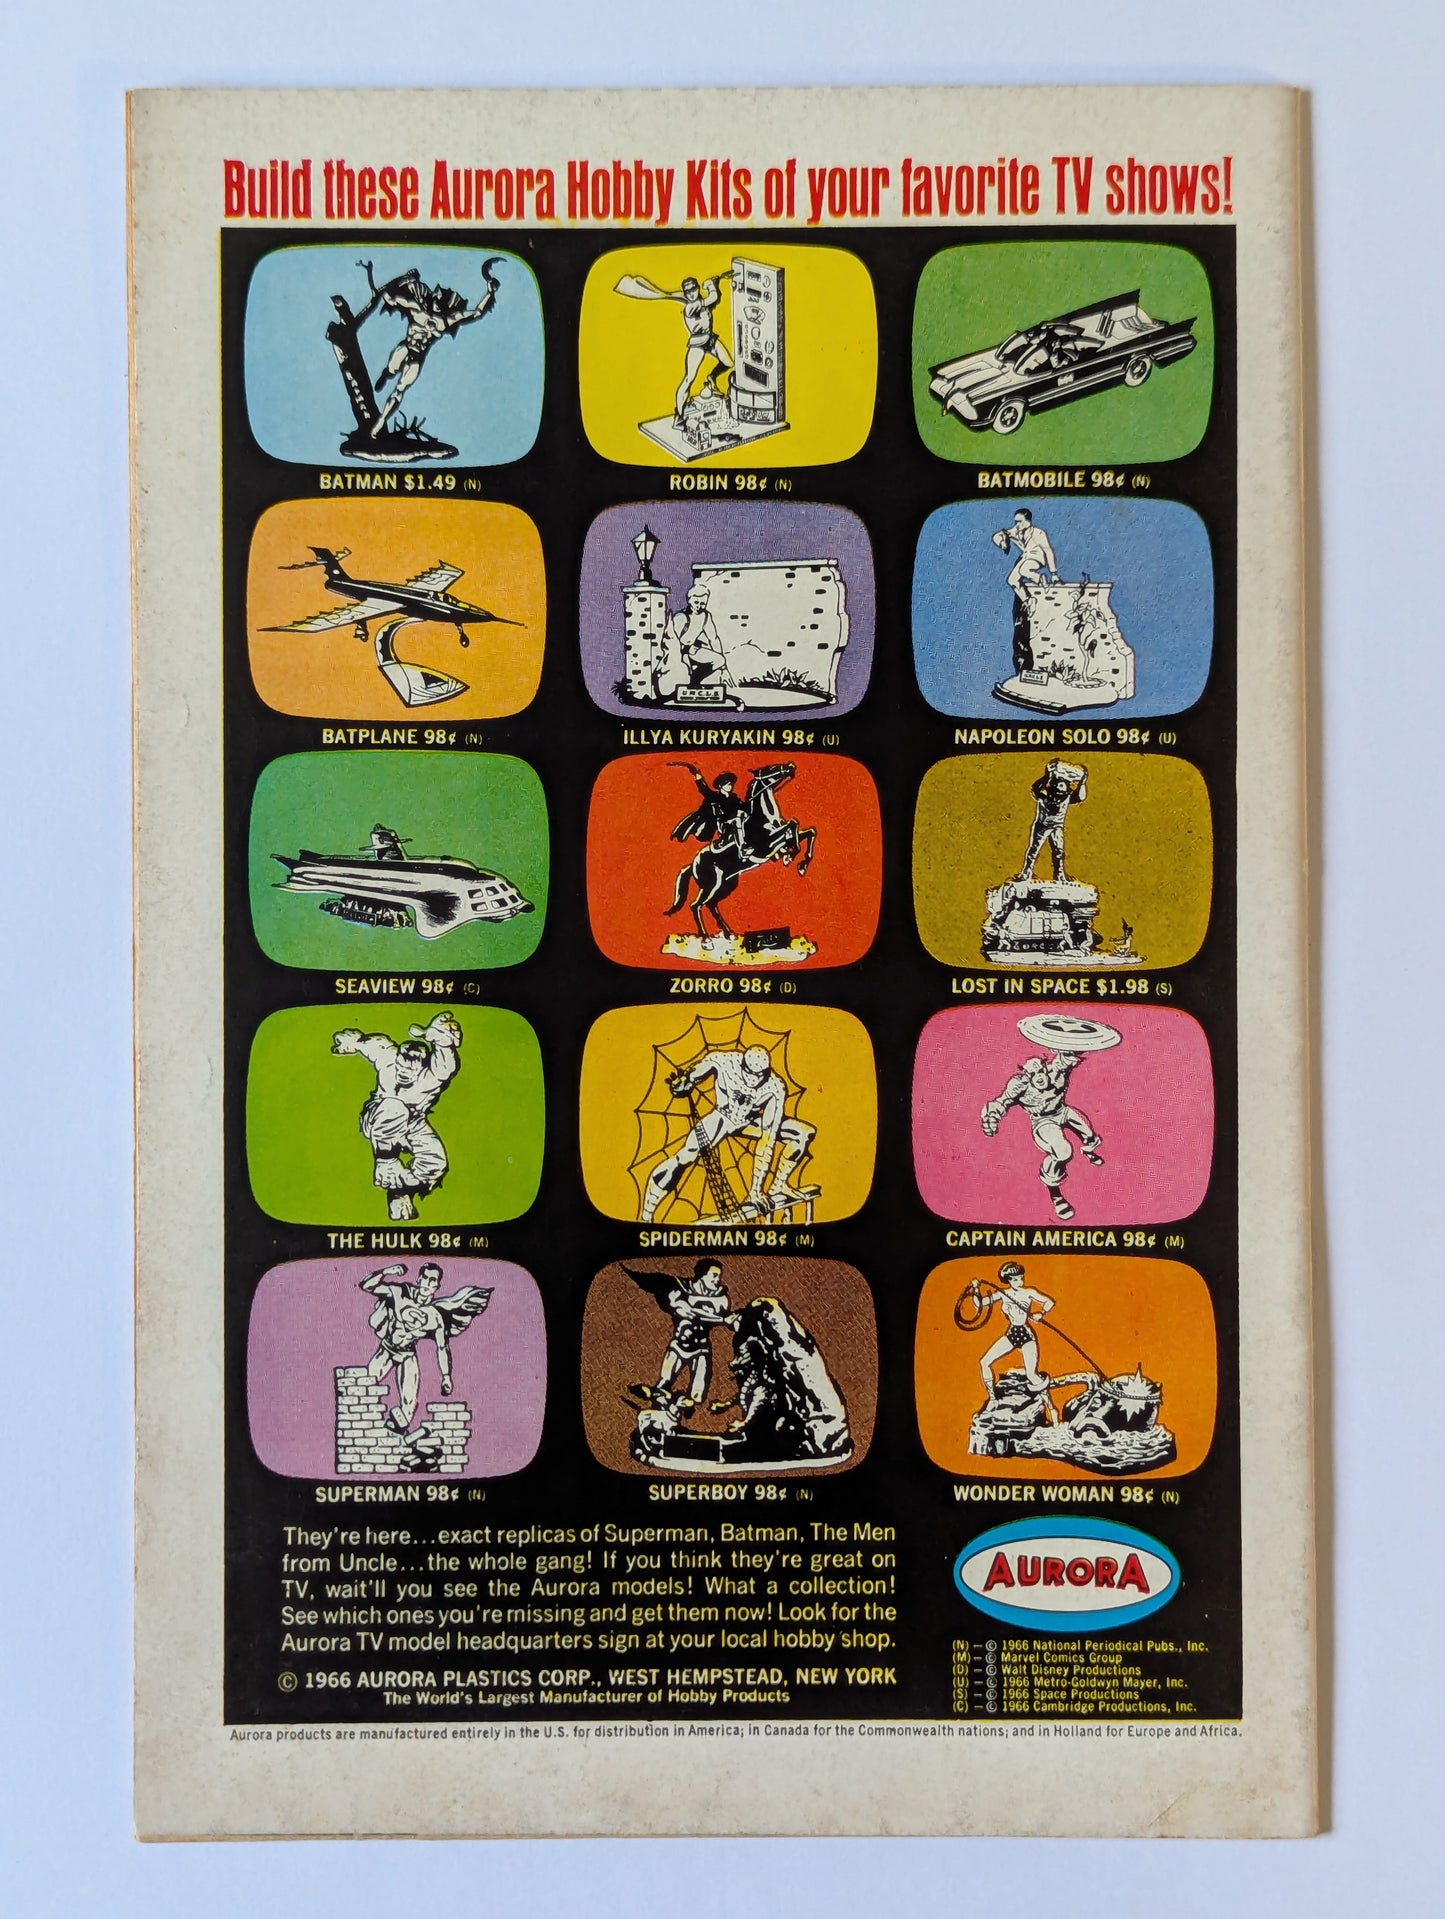 Build these Aurora Hobby Kits of your favorite TV shows!
BATMAN $1.49 (N)
ROBIN 98¢ (N)
BATMOBILE 98¢ (N)
BATPLANE 98¢ (N)
ILLYA KURYAKIN 98¢ (U)
NAPOLEON SOLO 98¢ (U)
SEAVIEW 98¢ (C)
ZORRO 98¢ (D)
LOST IN SPACE $1.98 (S)
THE HULK 98¢ (M)
SPIDERMAN 98¢ (M)
CAPTAIN AMERICA 98¢ (M)
SUPERMAN 98¢ (N)
SUPERBOY 98¢ (N)
WONDER WOMAN 98¢ (N)
They're here...exact replicas of Superman, Batman, The Men
from Uncle...the whole gang! If you think they're great on
TV, wait'll you see the Aurora models! What a collection!
See which ones you're missing and get them now! Look for the
Aurora TV model headquarters sign at your local hobby shop.
© 1966 AURORA PLASTICS CORP., WEST HEMPSTEAD, NEW YORK
The World's Largest Manufacturer of Hobby Products
AURORA
(N) – © 1966 National Periodical Pubs., Inc.
(M) – © Marvel Comics Group
(D) – © Walt Disney Productions
(U) – © 1966 Metro-Goldwyn Mayer, Inc.
(S) – © 1966 Space Productions
(C) – © 1966 Cambridge Productions, Inc.
Aurora products are manufactured entirely in the U.S. for distribution in America; in Canada for the Commonwealth nations; and in Holland for Europe and Africa.